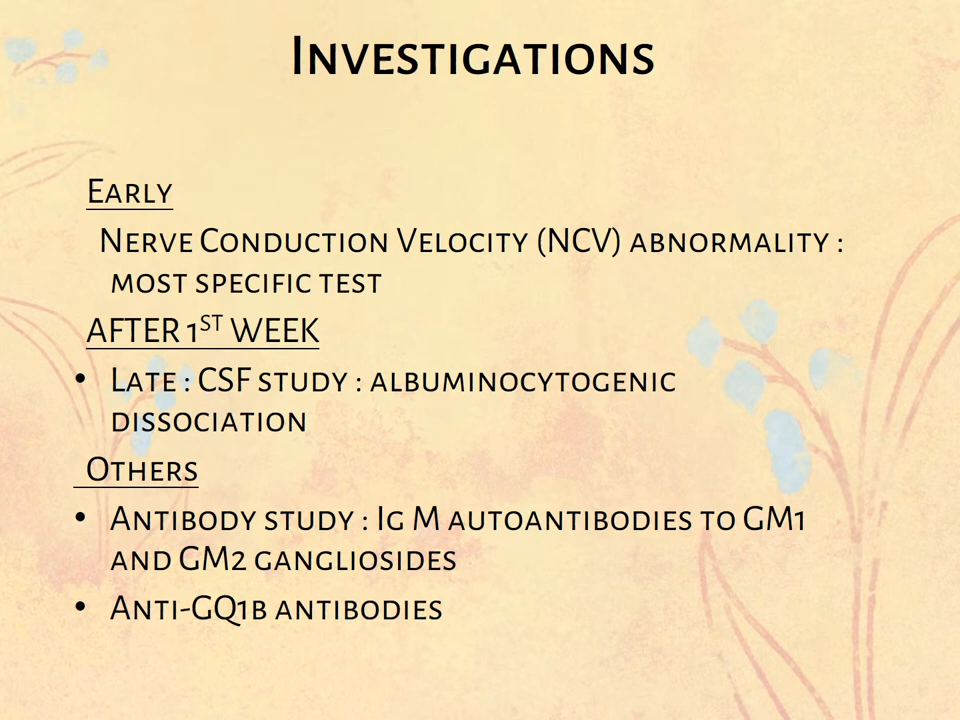 Investigations
Early
Nerve Conduction Velocity (NCV) abnormality :
most specific test
AFTER 1ST WEEK
• Late : CSF study : albuminocytogenic
dissociation
Others
• Antibody study : Ig M autoantibodies to GM1
and GM2 gangliosides
• Anti-GQ1b antibodies